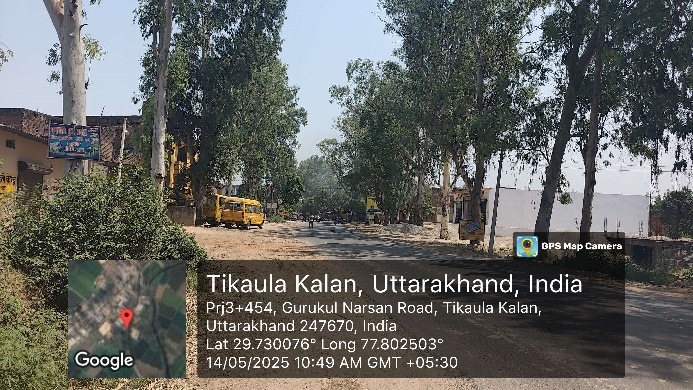 GPS Map Camera
Tikaula Kalan, Uttarakhand, India
Prj3+454, Gurukul Narsan Road, Tikaula Kalan,
Uttarakhand 247670, India
Lat 29.730076° Long 77.802503°
14/05/2025 10:49 AM GMT +05:30
Google